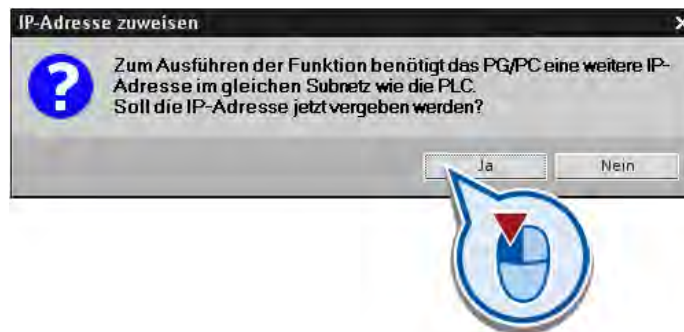 IP-Adresse zuweisen
Zum Ausführen der Funktion benötigt das PG/PC eine weitere IP-
Adresse im gleichen Subnetz wie die PLC.
Soll die IP-Adresse jetzt vergeben werden?
Ja Nein